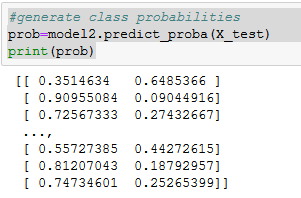 #generate class probabilities
prob=model2.predict_proba(X_test)
print(prob)
[[ 0.3514634   0.6485366 ]
 [ 0.90955084  0.09044916]
 [ 0.72567333  0.27432667]
 ...,
 [ 0.55727385  0.44272615]
 [ 0.81207043  0.18792957]
 [ 0.74734601  0.25265399]]